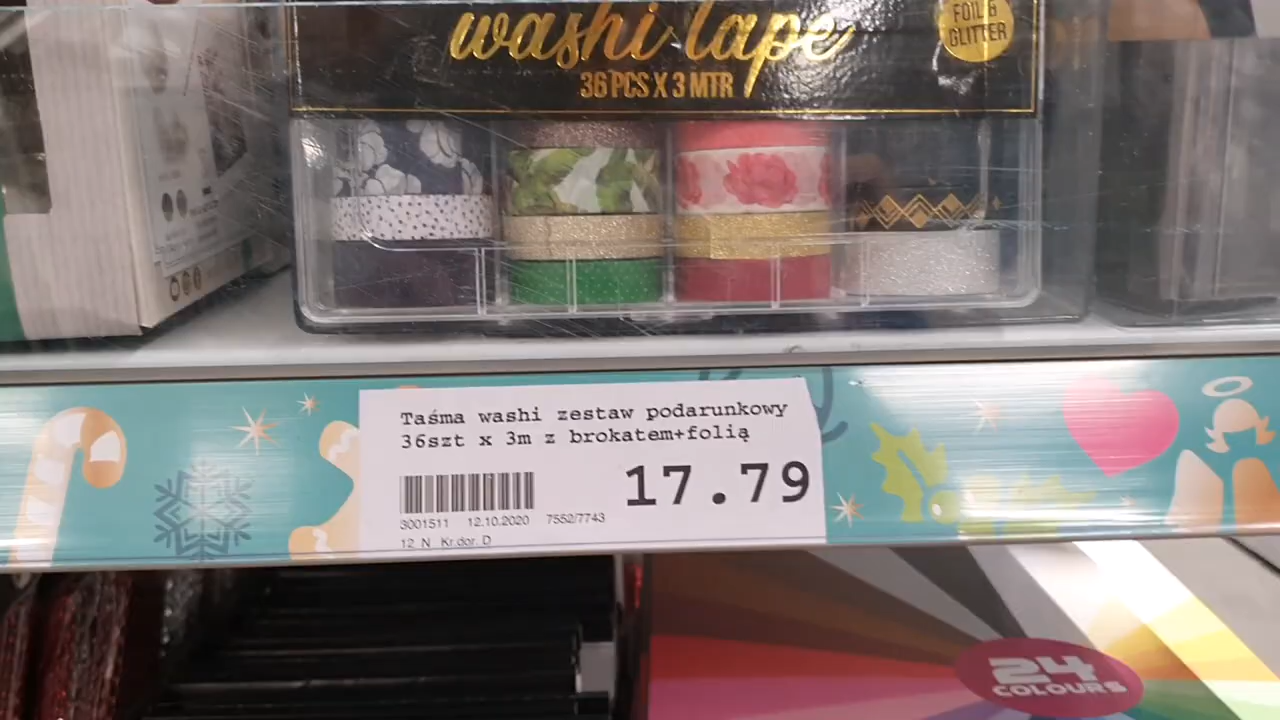 washi tape
36 PCS X 3 MTR
FOIL &
GLITTER
Taśma washi zestaw podarunkowy
36szt x 3m z brokatem+folią
17.79
3001511 12.10.2020 7552/7743
12 N Kr.dor. D
24
COLOURS